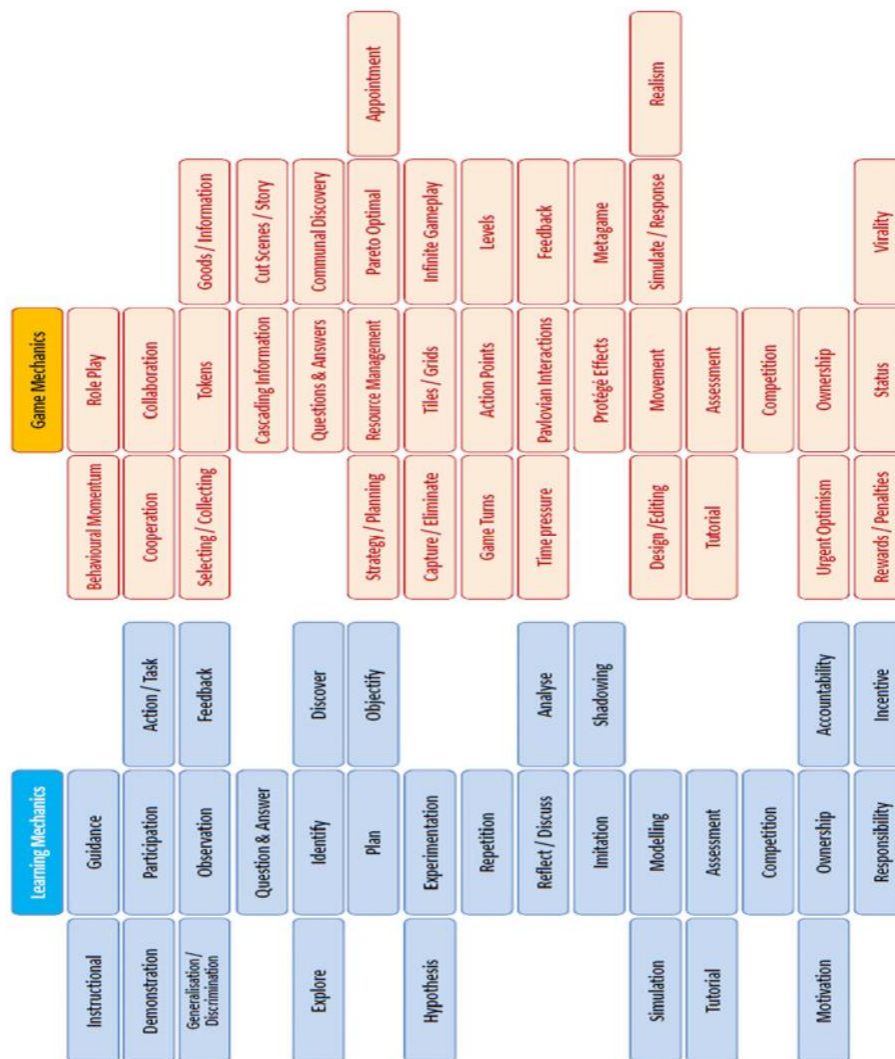 Learning Mechanics
Game Mechanics
Instructional
Guidance
Behavioural Momentum
Role Play
Demonstration
Participation
Action / Task
Cooperation
Collaboration
Generalisation /
Discrimination
Observation
Feedback
Selecting / Collecting
Tokens
Goods / Information
Question & Answer
Cascading Information
Cut Scenes / Story
Explore
Identify
Discover
Questions & Answers
Communal Discovery
Plan
Objectify
Strategy / Planning
Resource Management
Pareto Optimal
Appointment
Hypothesis
Experimentation
Capture / Eliminate
Tiles / Grids
Infinite Gameplay
Repetition
Game Turns
Action Points
Levels
Reflect / Discuss
Analyse
Time pressure
Pavlovian Interactions
Feedback
Imitation
Shadowing
Protégé Effects
Metagame
Simulation
Modelling
Design /Editing
Movement
Simulate / Response
Realism
Tutorial
Assessment
Tutorial
Assessment
Competition
Competition
Motivation
Ownership
Accountability
Urgent Optimism
Ownership
Responsibility
Incentive
Rewards / Penalties
Status
Virality